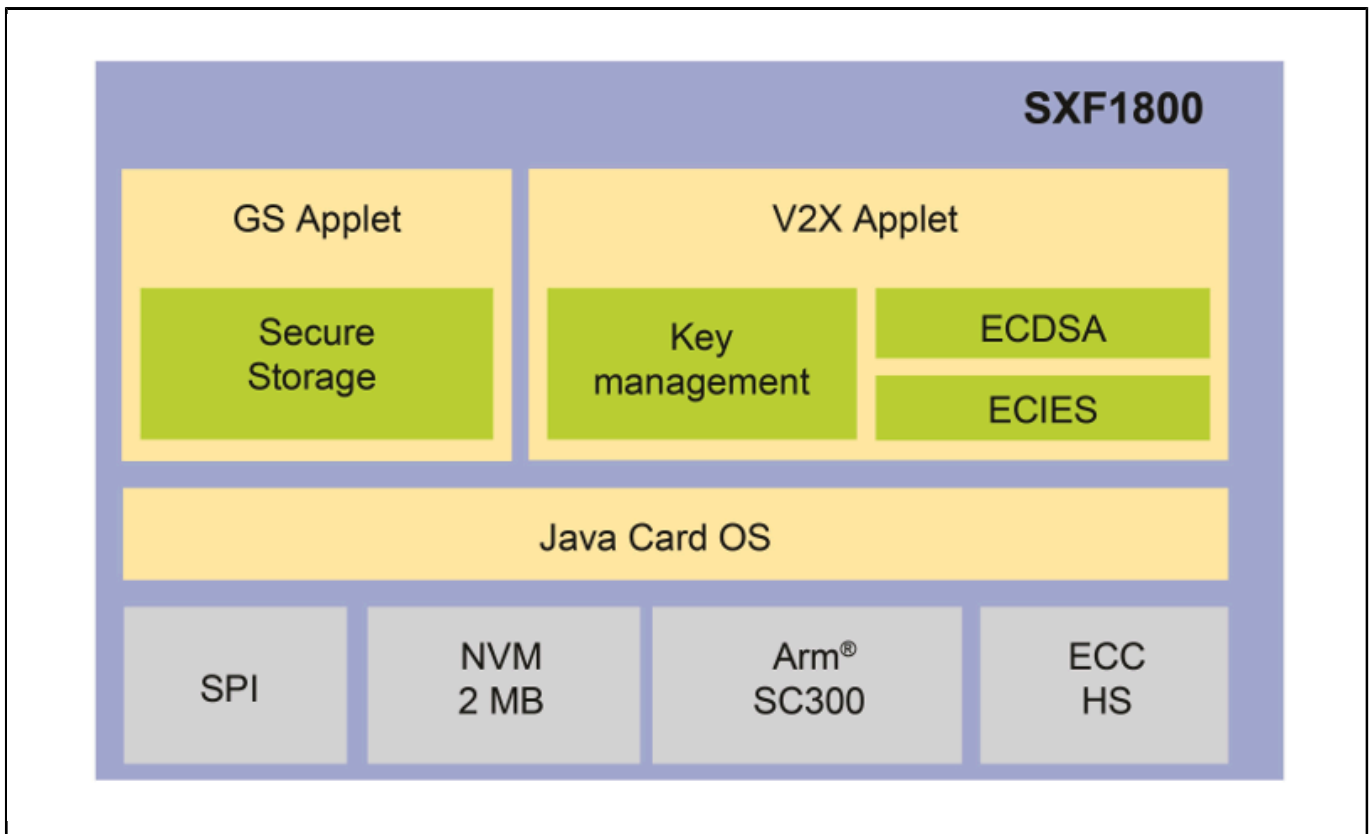 SXF1800
GS Applet
Secure
Storage
V2X Applet
Key
management
ECDSA
ECIES
Java Card OS
SPI
NVM
2 MB
Arm®
SC300
ECC
HS